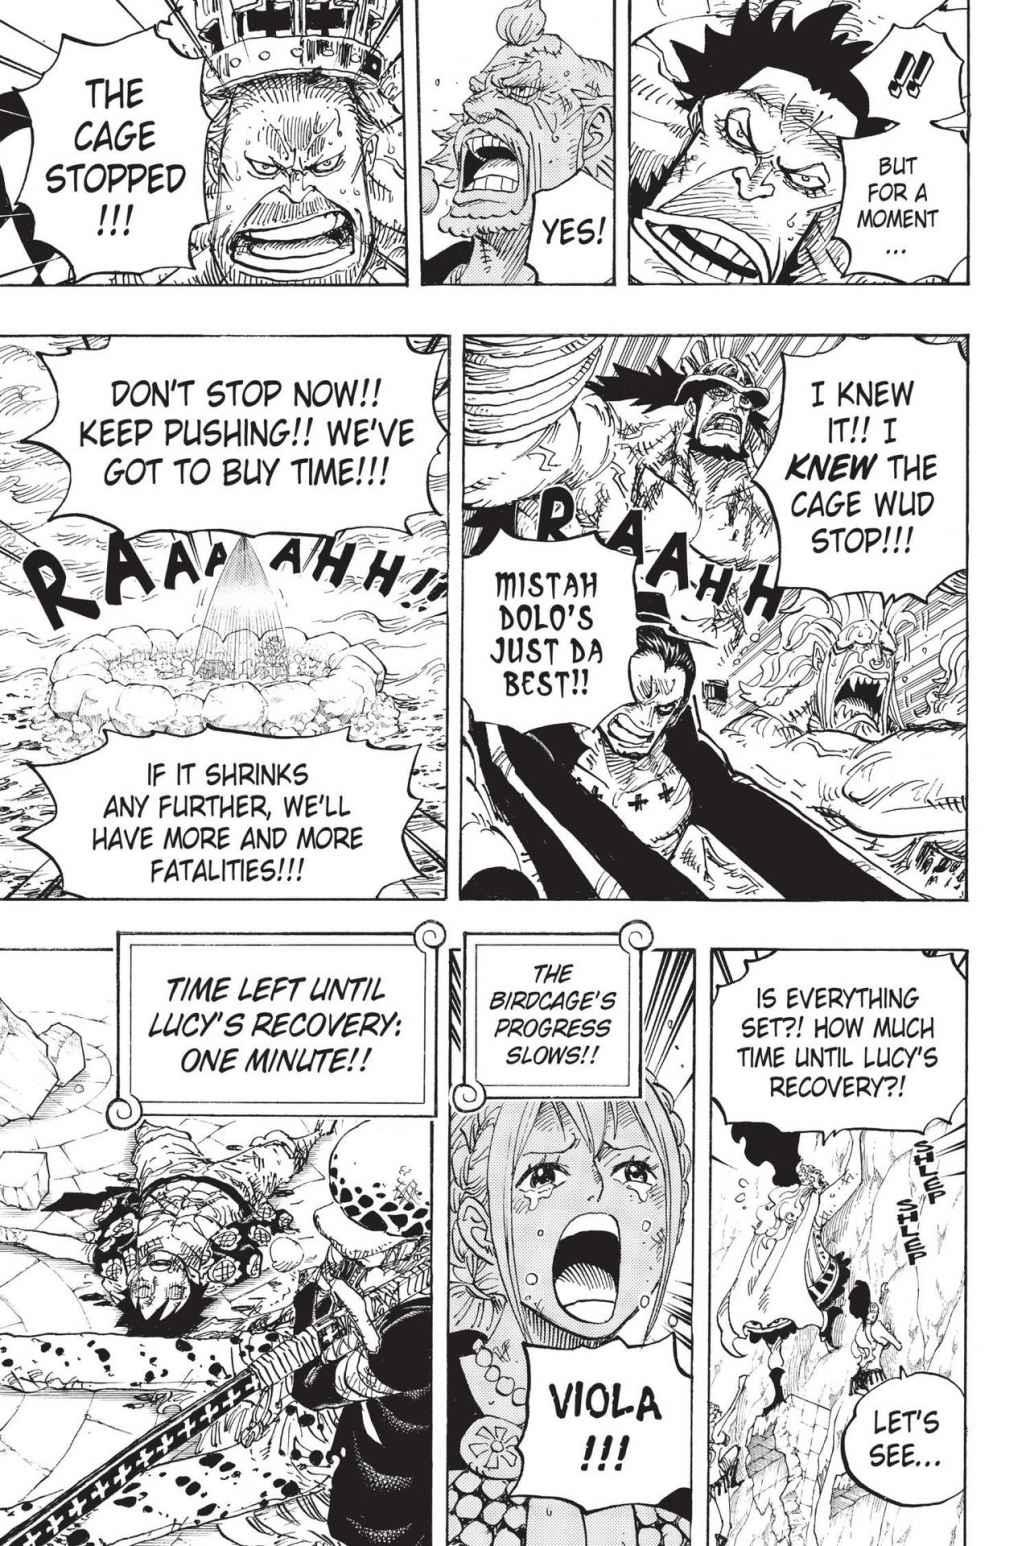 !!
BUT
FOR A
MOMENT
...
YES!
THE
CAGE
STOPPED
!!!
I KNEW
IT!! I
KNEW THE
CAGE WUD
STOP!!!
RAAAHH
MISTAH
DOLO'S
JUST DA
BEST!!
DON'T STOP NOW!!
KEEP PUSHING!! WE'VE
GOT TO BUY TIME!!!
RAAAAAHHH!!
IF IT SHRINKS
ANY FURTHER, WE'LL
HAVE MORE AND MORE
FATALITIES!!!
IS EVERYTHING
SET?! HOW MUCH
TIME UNTIL LUCY'S
RECOVERY?!
SHLEP
SHLEP
LET'S
SEE...
THE
BIRDCAGE'S
PROGRESS
SLOWS!!
VIOLA
!!!
TIME LEFT UNTIL
LUCY'S RECOVERY:
ONE MINUTE!!